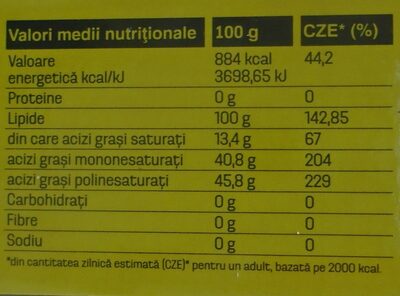 Valori medii nutriţionale 100 g CZE* (%)
Valoare 884 kcal 44,2
energetică kcal/kJ 3698,65 kJ
Proteine 0 g 0
Lipide 100 g 142,85
din care acizi graşi saturaţi 13,4 g 67
acizi graşi mononesaturaţi 40,8 g 204
acizi graşi polinesaturaţi 45,8 g 229
Carbohidraţi 0 g 0
Fibre 0 g 0
Sodiu 0 g 0
*din cantitatea zilnică estimată (CZE)* pentru un adult, bazată pe 2000 kcal.